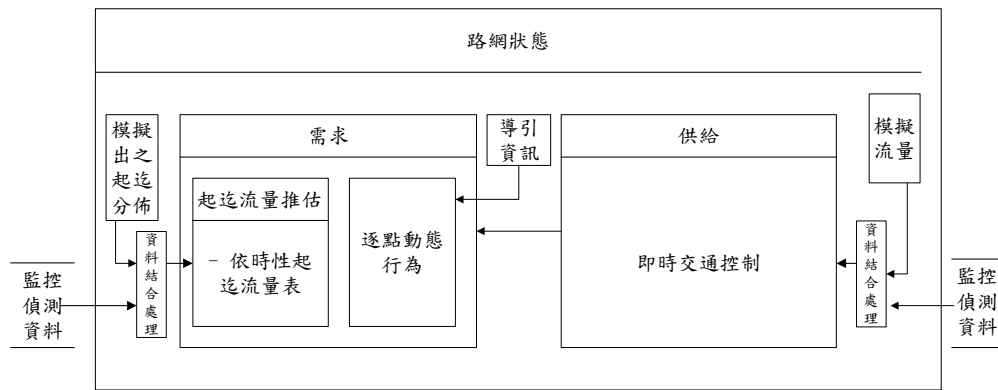 路網狀態
模擬
出之
起迄
分佈
需求
導引
資訊
供給
模擬
流量
起迄流量推估
– 依時性起
迄流量表
逐點動態
行為
即時交通控制
資料結合處理
資料結合處理
監控
偵測
資料
監控
偵測
資料